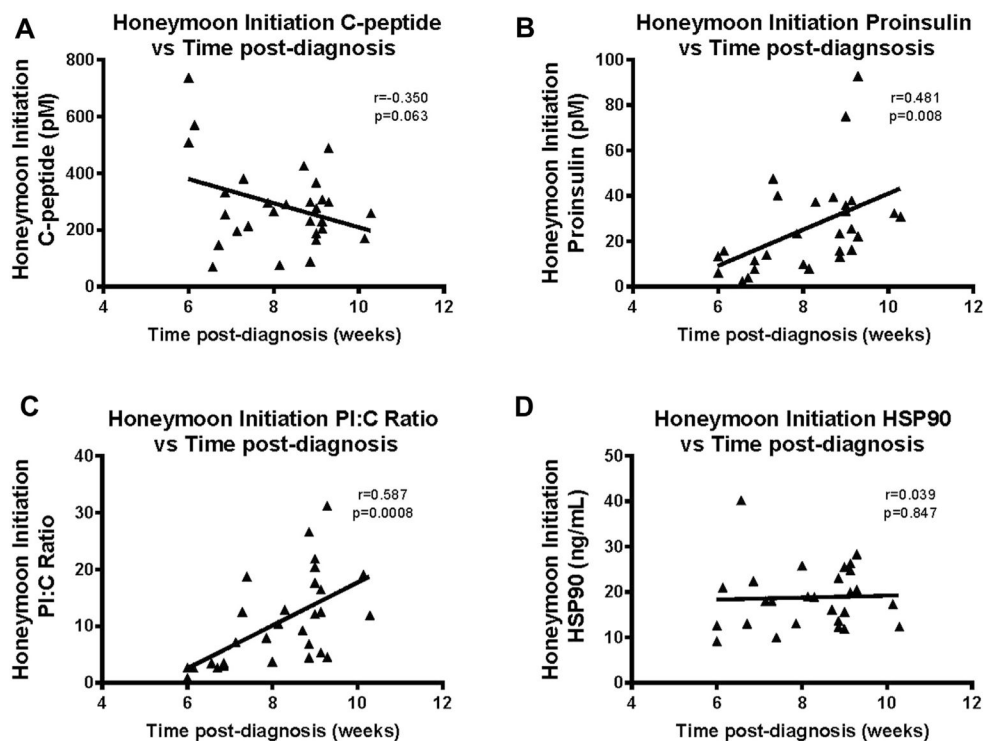 A
Honeymoon Initiation C-peptide
vs Time post-diagnosis
Honeymoon Initiation
C-peptide (pM)
800
600
400
200
0
r=-0.350
p=0.063
4
6
8
10
12
Time post-diagnosis (weeks)
B
Honeymoon Initiation Proinsulin
vs Time post-diagnsosis
Honeymoon Initiation
Proinsulin (pM)
100
80
60
40
20
0
r=0.481
p=0.008
4
6
8
10
12
Time post-diagnosis (weeks)
C
Honeymoon Initiation PI:C Ratio
vs Time post-diagnosis
Honeymoon Initiation
PI:C Ratio
40
30
20
10
0
r=0.587
p=0.0008
4
6
8
10
12
Time post-diagnosis (weeks)
D
Honeymoon Initiation HSP90
vs Time post-diagnosis
Honeymoon Initiation
HSP90 (ng/mL)
50
40
30
20
10
0
r=0.039
p=0.847
4
6
8
10
12
Time post-diagnosis (weeks)